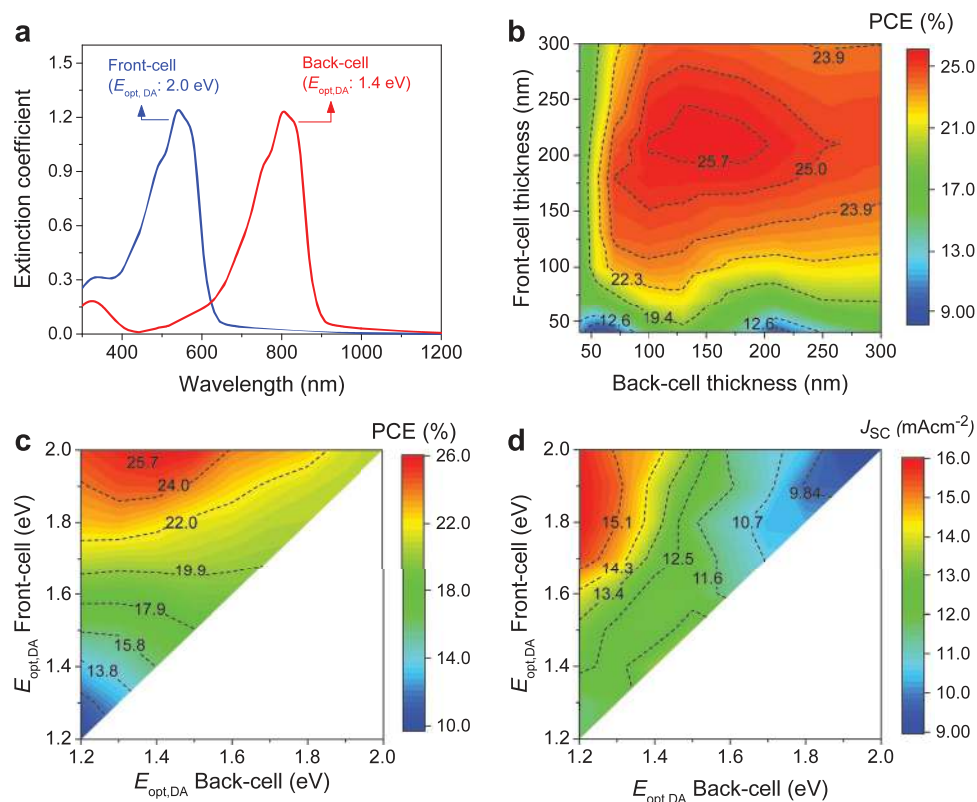 a
Front-cell
(E_opt, DA: 2.0 eV)
Back-cell
(E_opt,DA: 1.4 eV)
Extinction coefficient
1.5
1.2
0.9
0.6
0.3
0.0
400 600 800 1000 1200
Wavelength (nm)
b
PCE (%)
Front-cell thickness (nm)
300
250
200
150
100
50
23.9
25.7
25.0
23.9
22.3
19.4
12.6
12.6
50 100 150 200 250 300
Back-cell thickness (nm)
25.0
21.0
17.0
13.0
9.00
c
PCE (%)
E_opt,DA Front-cell (eV)
2.0
1.8
1.6
1.4
1.2
25.7
24.0
22.0
19.9
17.9
15.8
13.8
1.2 1.4 1.6 1.8 2.0
E_opt,DA Back-cell (eV)
26.0
22.0
18.0
14.0
10.0
d
J_SC (mAcm⁻²)
E_opt,DA Front-cell (eV)
2.0
1.8
1.6
1.4
1.2
9.84
15.1
10.7
12.5
14.3
11.6
13.4
1.2 1.4 1.6 1.8 2.0
E_opt,DA Back-cell (eV)
16.0
15.0
14.0
13.0
12.0
11.0
10.0
9.00